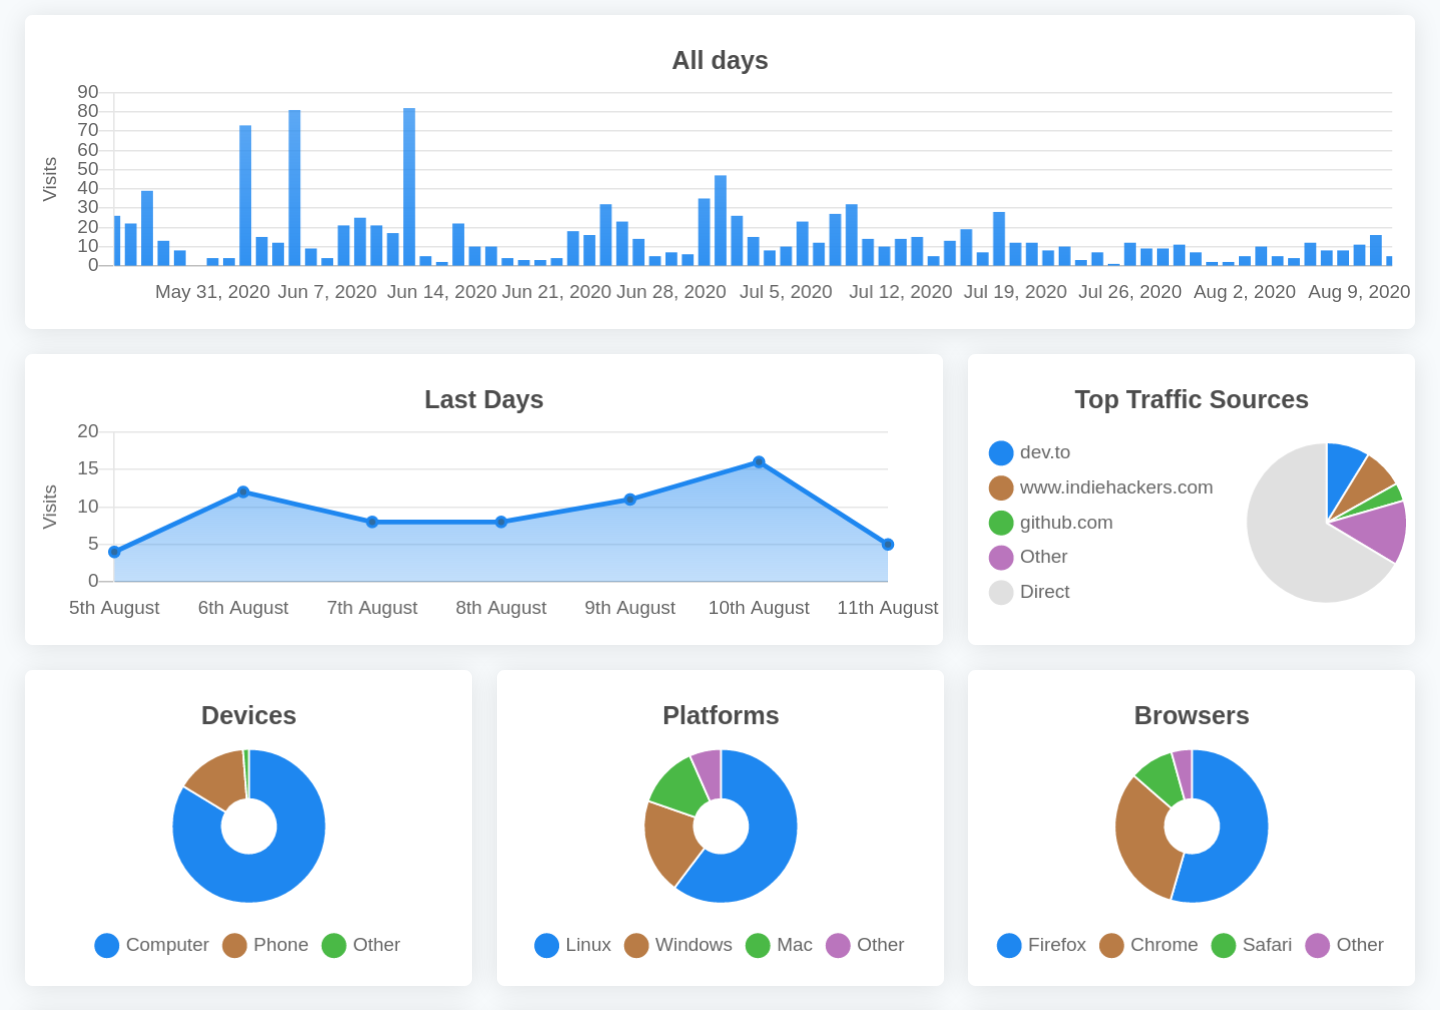 All days
Visits
90
80
70
60
50
40
30
20
10
0
May 31, 2020 Jun 7, 2020 Jun 14, 2020 Jun 21, 2020 Jun 28, 2020 Jul 5, 2020 Jul 12, 2020 Jul 19, 2020 Jul 26, 2020 Aug 2, 2020 Aug 9, 2020
Last Days
Visits
20
15
10
5
0
5th August 6th August 7th August 8th August 9th August 10th August 11th August
Top Traffic Sources
dev.to
www.indiehackers.com
github.com
Other
Direct
Devices
Computer Phone Other
Platforms
Linux Windows Mac Other
Browsers
Firefox Chrome Safari Other